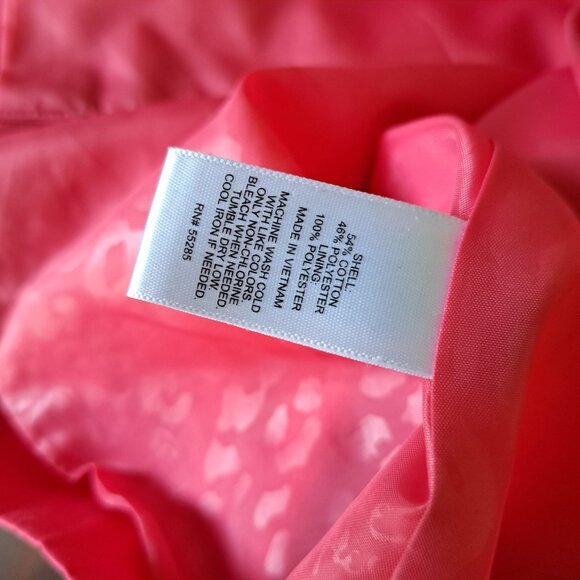 SHELL:
54% COTTON
46% POLYESTER
LINING:
100% POLYESTER
MADE IN VIETNAM
MACHINE WASH COLD
WITH LIKE COLORS
ONLY NON-CHLORINE
BLEACH WHEN NEEDED.
TUMBLE DRY LOW.
COOL IRON IF NEEDED.
RN# 55285